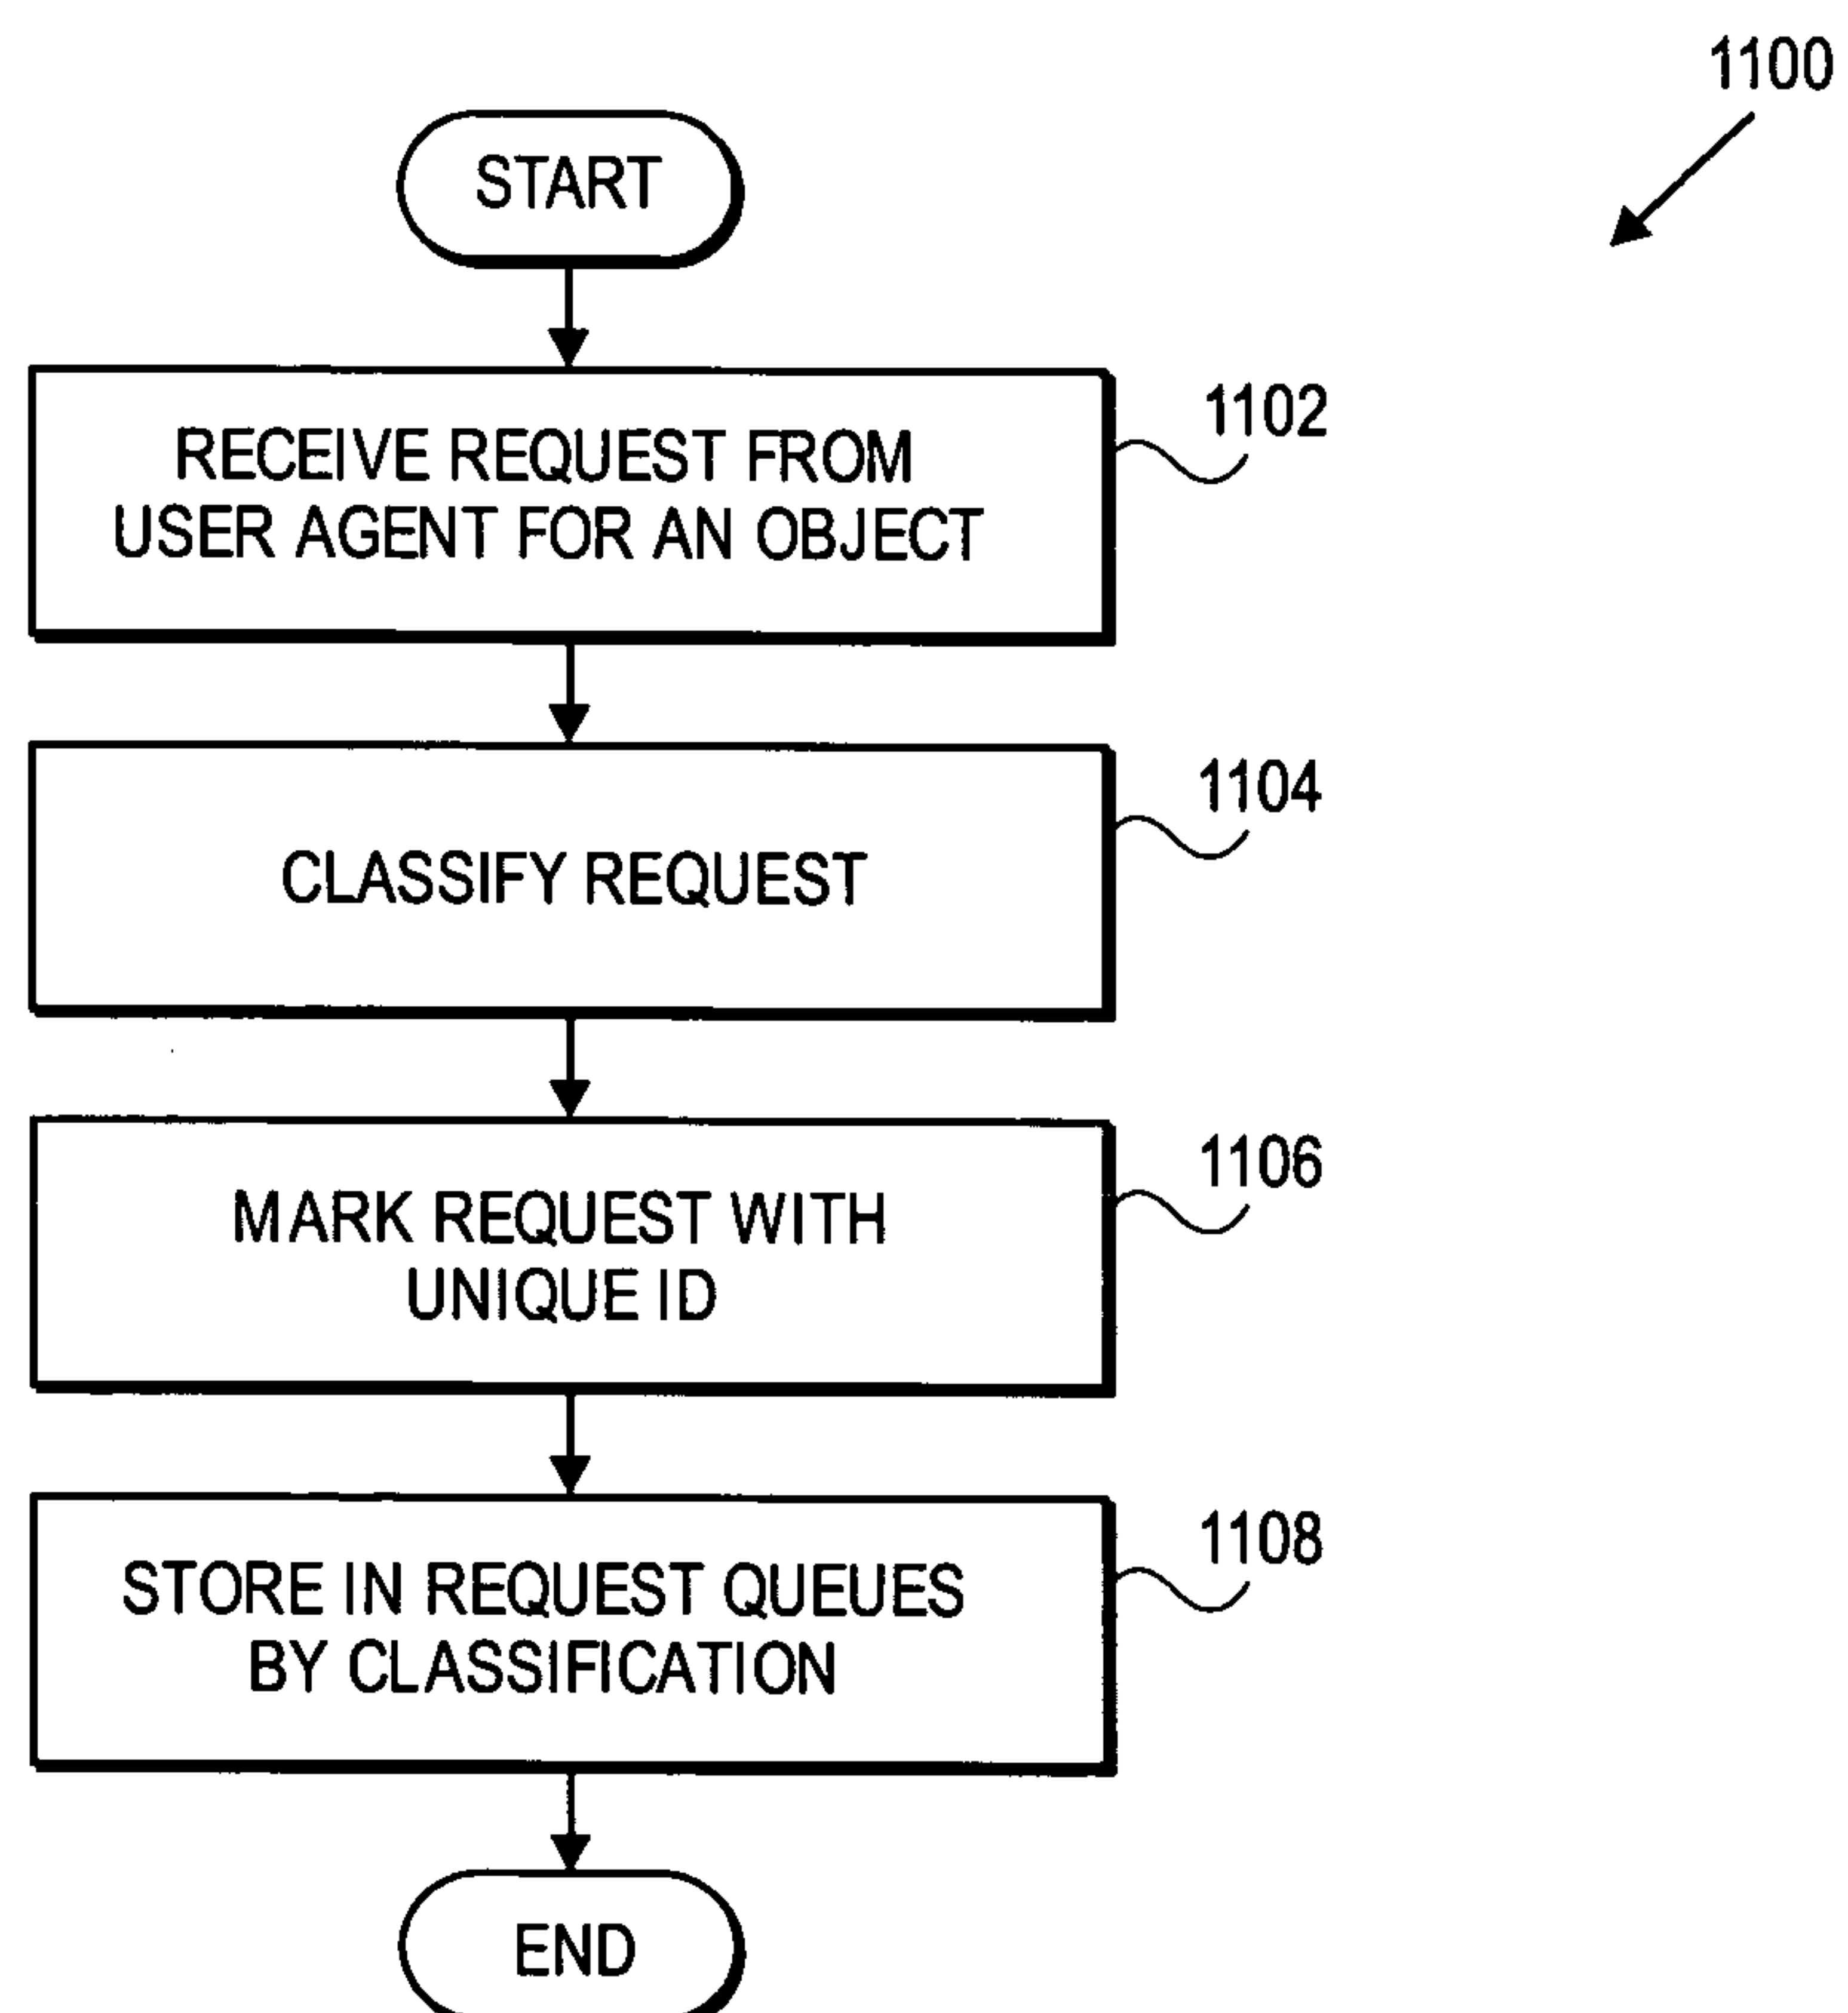 1100
START
RECEIVE REQUEST FROM
USER AGENT FOR AN OBJECT
1102
CLASSIFY REQUEST
1104
MARK REQUEST WITH
UNIQUE ID
1106
STORE IN REQUEST QUEUES
BY CLASSIFICATION
1108
END